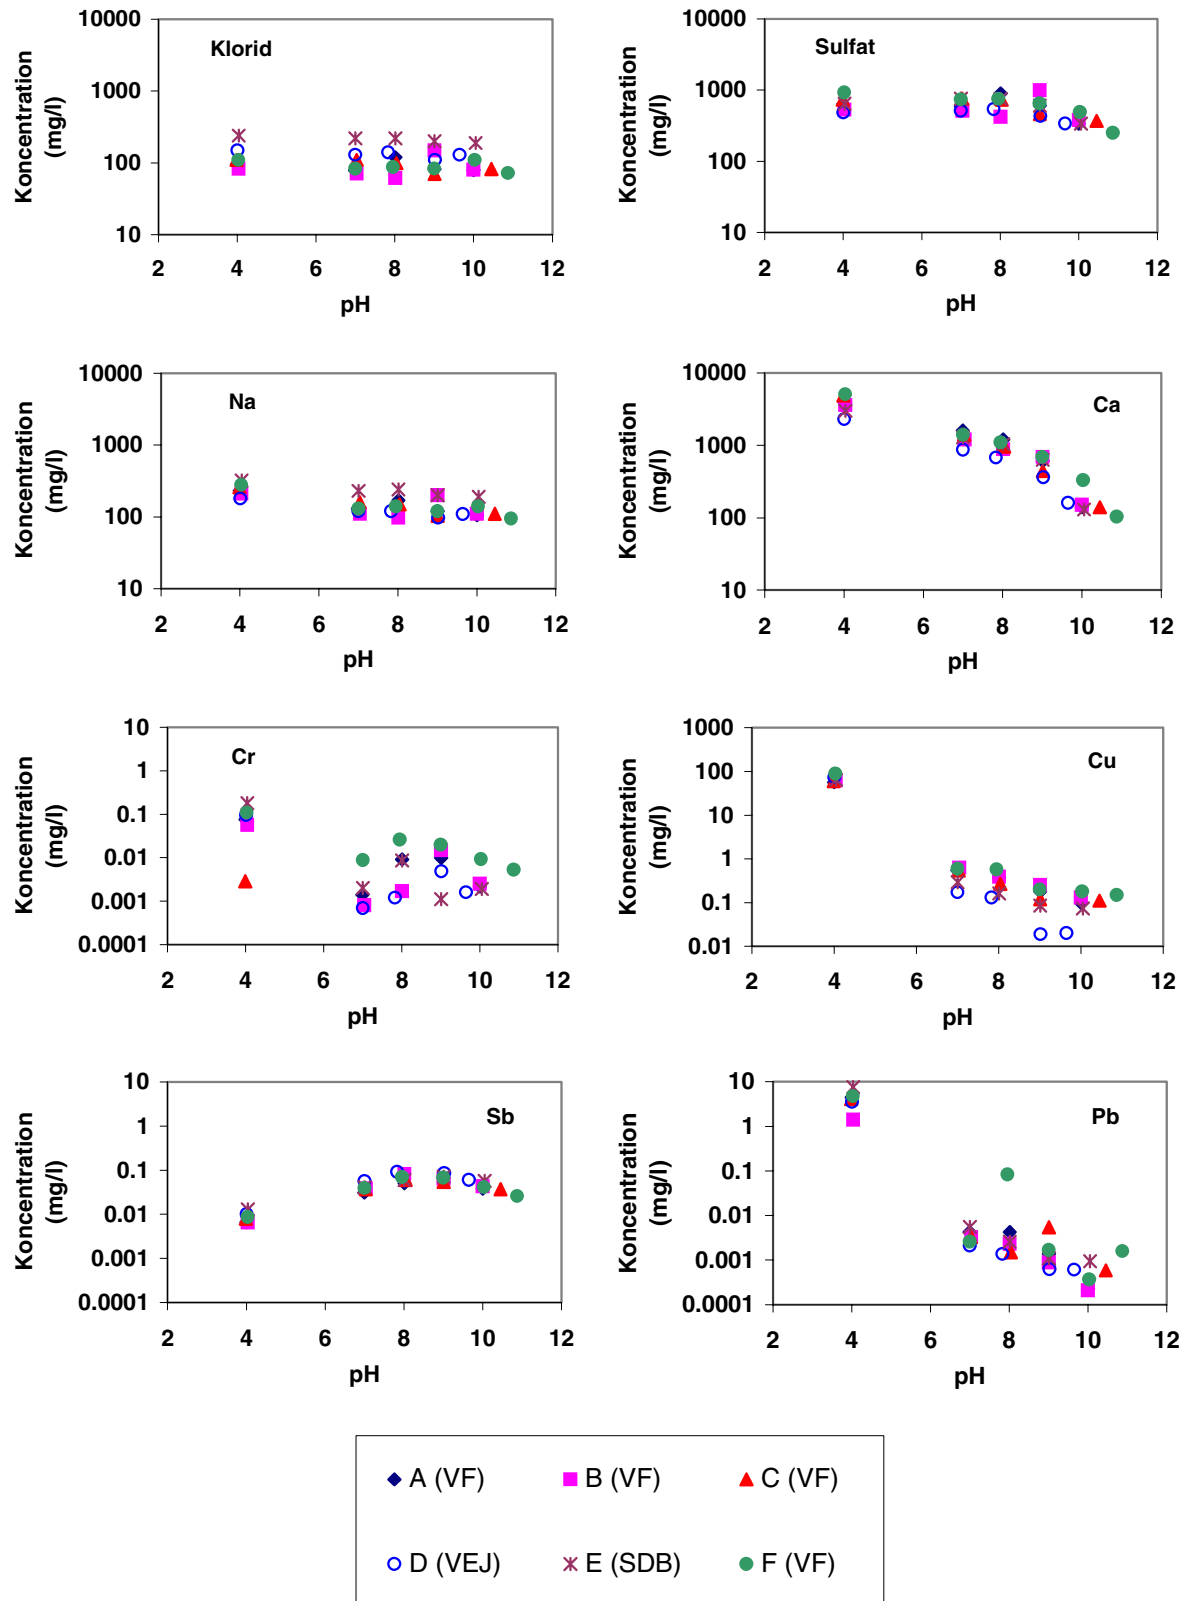 Klorid
Koncentration
(mg/l)
10000
1000
100
10
2 4 6 8 10 12
pH
Sulfat
Koncentration
(mg/l)
10000
1000
100
10
2 4 6 8 10 12
pH
Na
Koncentration
(mg/l)
10000
1000
100
10
2 4 6 8 10 12
pH
Ca
Koncentration
(mg/l)
10000
1000
100
10
2 4 6 8 10 12
pH
Cr
Koncentration
(mg/l)
10
1
0.1
0.01
0.001
0.0001
2 4 6 8 10 12
pH
Cu
Koncentration
(mg/l)
1000
100
10
1
0.1
0.01
2 4 6 8 10 12
pH
Sb
Koncentration
(mg/l)
10
1
0.1
0.01
0.001
0.0001
2 4 6 8 10 12
pH
Pb
Koncentration
(mg/l)
10
1
0.1
0.01
0.001
0.0001
2 4 6 8 10 12
pH
A (VF) B (VF) C (VF)
D (VEJ) E (SDB) F (VF)